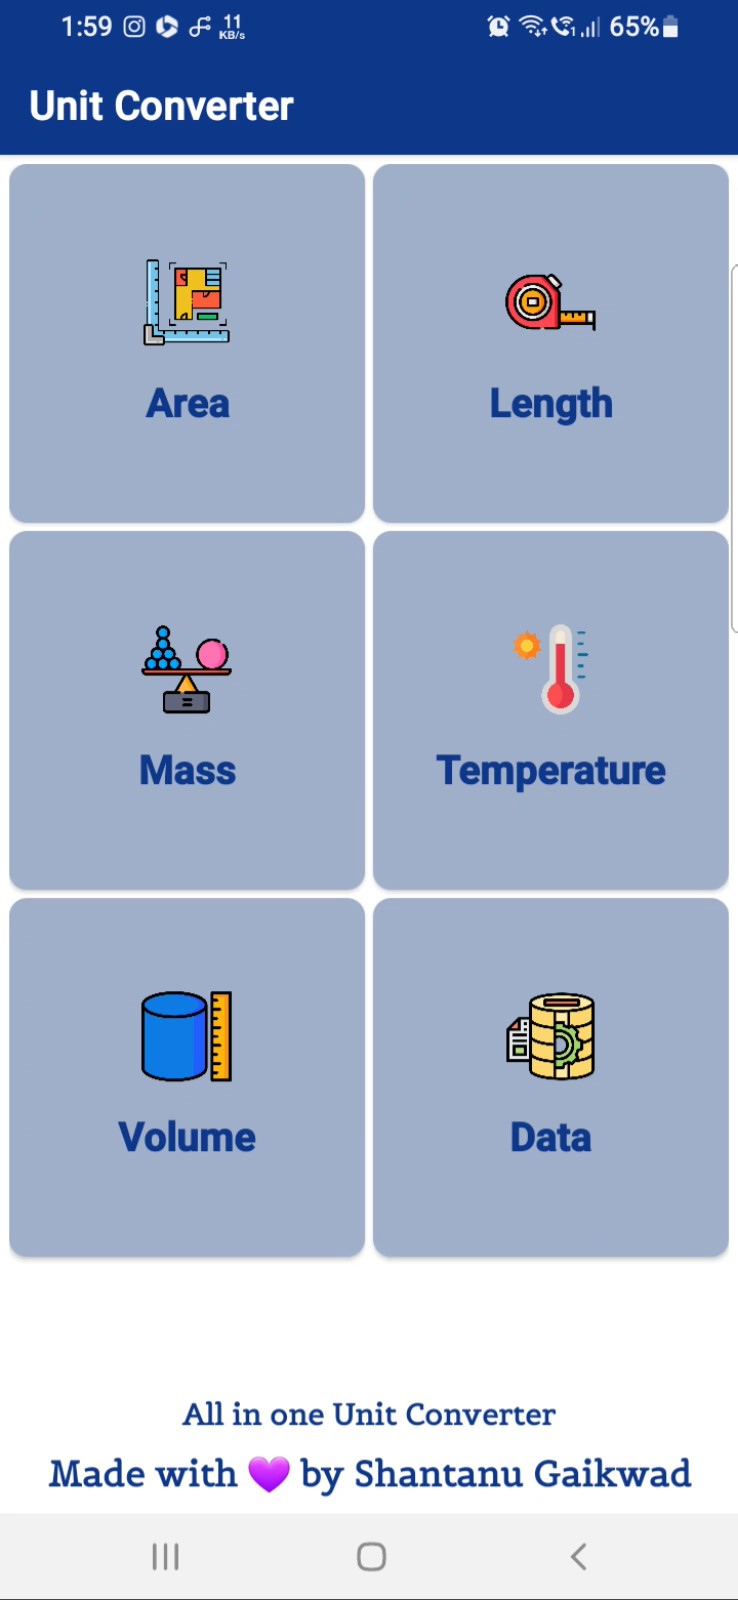 1:59 11 KB/s 65%
Unit Converter
Area Length
Mass Temperature
Volume Data
All in one Unit Converter
Made with 💜 by Shantanu Gaikwad